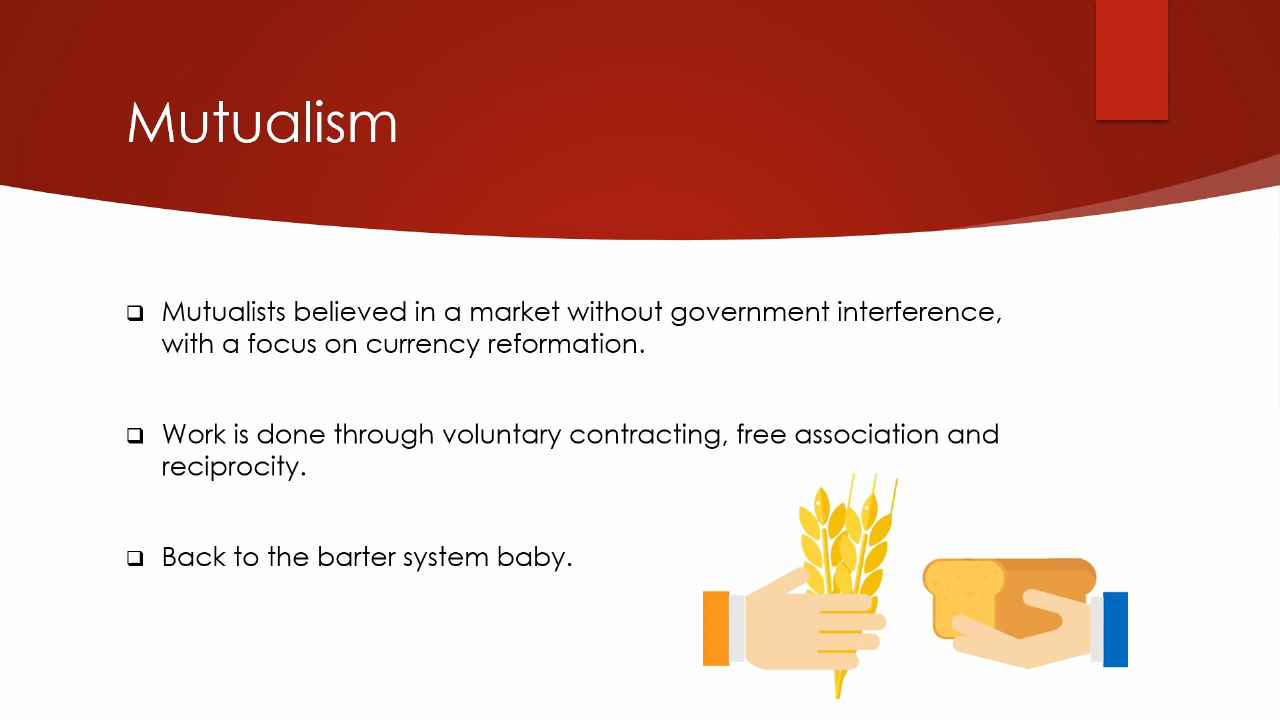 Mutualism
Mutualists believed in a market without government interference,
with a focus on currency reformation.
Work is done through voluntary contracting, free association and
reciprocity.
Back to the barter system baby.